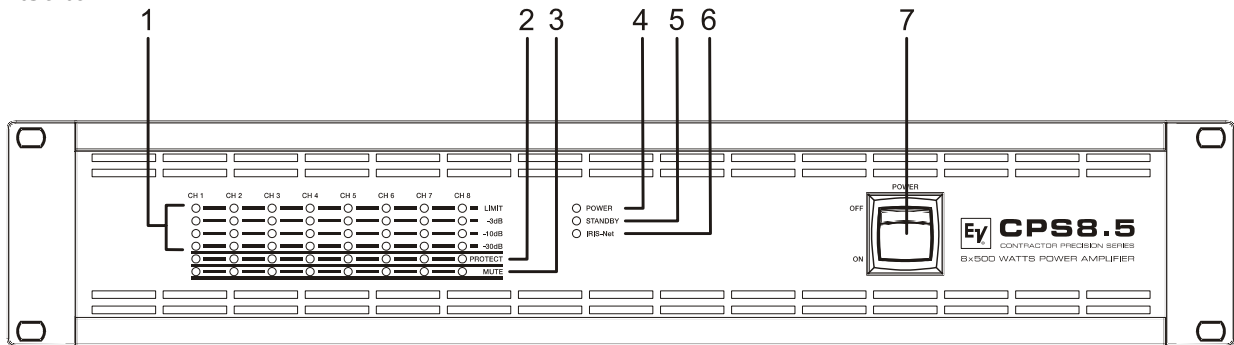 1 2 3 4 5 6 7
POWER
CH 1 CH 2 CH 3 CH 4 CH 5 CH 6 CH 7 CH 8
LIMIT
-3dB
-10dB
-30dB
PROTECT
MUTE
POWER
STANDBY
IRIS-Net
OFF
ON
EV CPS8.5
CONTRACTOR PRECISION SERIES
8×500 WATTS POWER AMPLIFIER